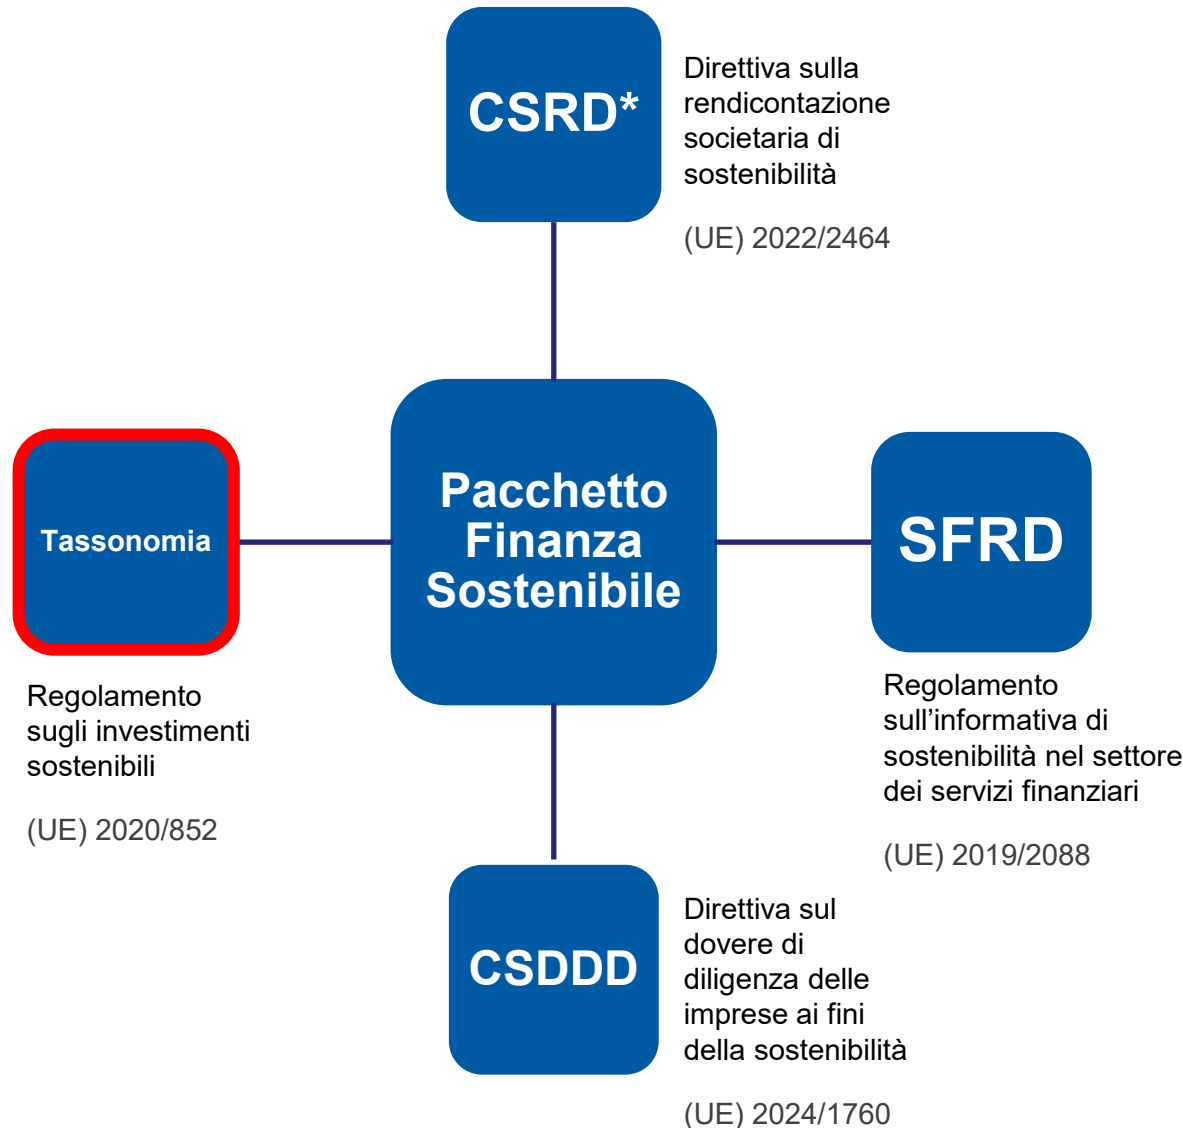 CSRD*
Direttiva sulla
rendicontazione
societaria di
sostenibilità
(UE) 2022/2464
Tassonomia
Regolamento
sugli investimenti
sostenibili
(UE) 2020/852
Pacchetto
Finanza
Sostenibile
SFRD
Regolamento
sull’informativa di
sostenibilità nel settore
dei servizi finanziari
(UE) 2019/2088
CSDDD
Direttiva sul
dovere di
diligenza delle
imprese ai fini
della sostenibilità
(UE) 2024/1760